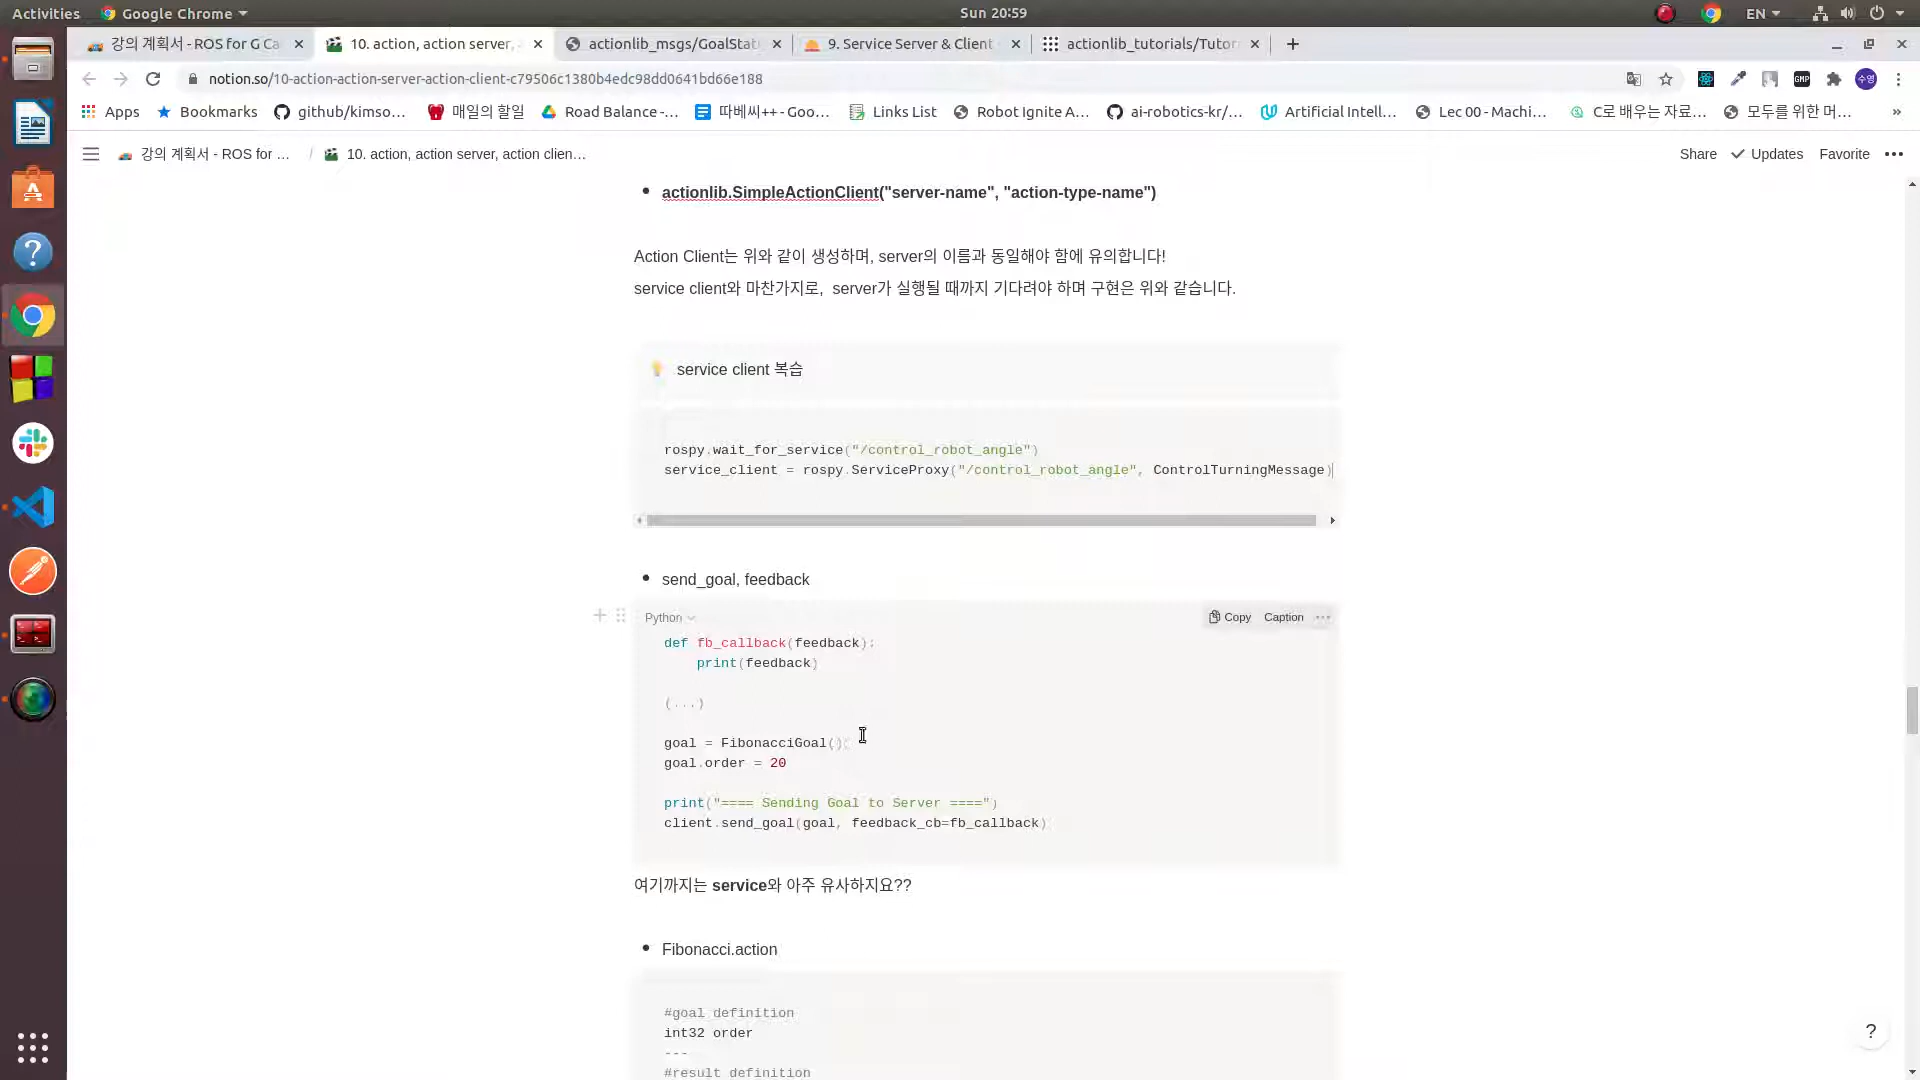 Activities
Google Chrome
Sun 20:59
EN
강의 계획서 - ROS for G Ca
10. action, action server,
actionlib_msgs/GoalStat
9. Service Server & Client
actionlib_tutorials/Tutor
notion.so/10-action-action-server-action-client-c79506c1380b4edc98dd0641bd66e188
GMP
수영
Apps
Bookmarks
github/kimso...
매일의 할일
Road Balance -...
따베씨++ - Goo...
Links List
Robot Ignite A...
ai-robotics-kr/...
Artificial Intell...
Lec 00 - Machi...
C로 배우는 자료...
모두를 위한 머...
»
강의 계획서 - ROS for ...
/
10. action, action server, action clien...
Share
Updates
Favorite
actionlib.SimpleActionClient("server-name", "action-type-name")
Action Client는 위와 같이 생성하며, server의 이름과 동일해야 함에 유의합니다!
service client와 마찬가지로, server가 실행될 때까지 기다려야 하며 구현은 위와 같습니다.
service client 복습
rospy.wait_for_service("/control_robot_angle")
service_client = rospy.ServiceProxy("/control_robot_angle", ControlTurningMessage)
send_goal, feedback
Python
Copy
Caption
def fb_callback(feedback):
print(feedback)
(...)
goal = FibonacciGoal()
goal.order = 20
print("==== Sending Goal to Server ====")
client.send_goal(goal, feedback_cb=fb_callback)
여기까지는 service와 아주 유사하지요??
Fibonacci.action
#goal definition
int32 order
---
#result definition
?